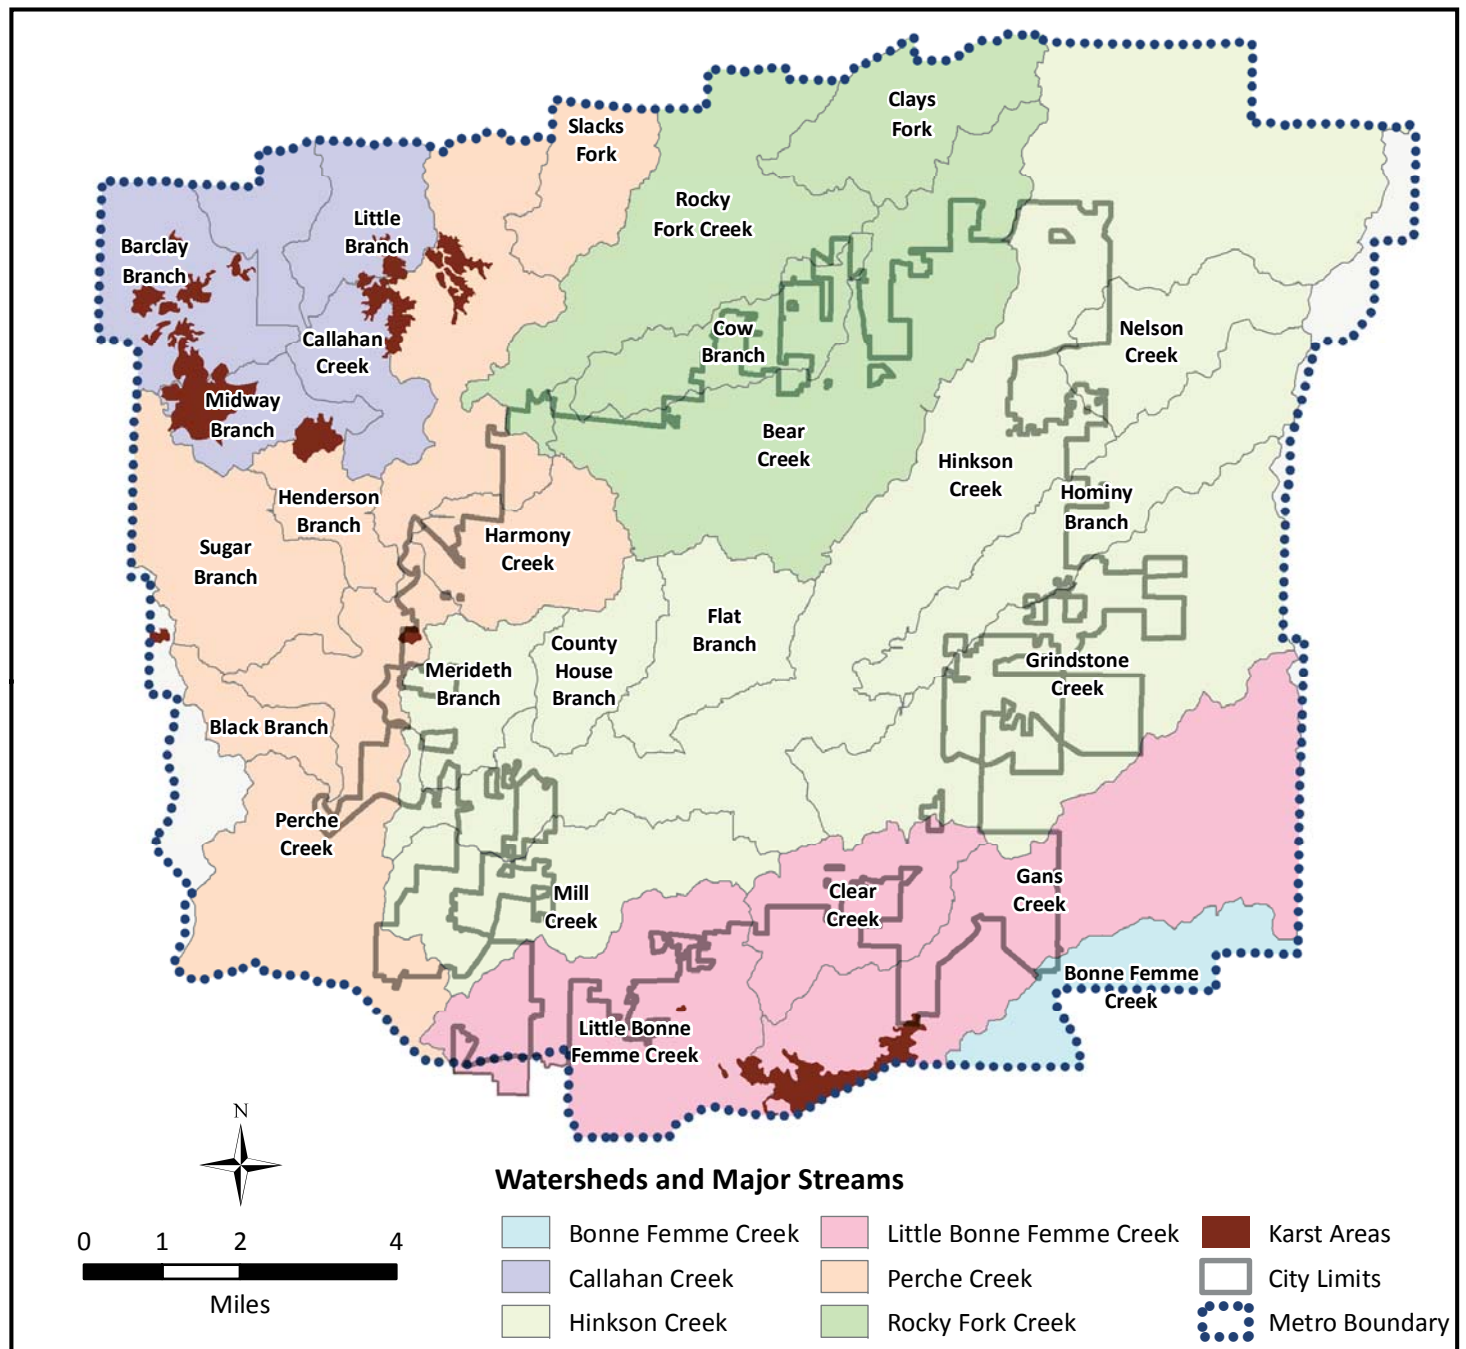 Clays
Fork
Slacks
Fork
Rocky
Fork Creek
Little
Branch
Barclay
Branch
Callahan
Creek
Cow
Branch
Nelson
Creek
Midway
Branch
Bear
Creek
Hinkson
Creek
Hominy
Branch
Henderson
Branch
Harmony
Creek
Sugar
Branch
Flat
Branch
County
House
Branch
Merideth
Branch
Grindstone
Creek
Black Branch
Perche
Creek
Mill
Creek
Clear
Creek
Gans
Creek
Bonne Femme
Creek
Little Bonne
Femme Creek
N
0 1 2 4
Miles
Watersheds and Major Streams
Bonne Femme Creek
Callahan Creek
Hinkson Creek
Little Bonne Femme Creek
Perche Creek
Rocky Fork Creek
Karst Areas
City Limits
Metro Boundary